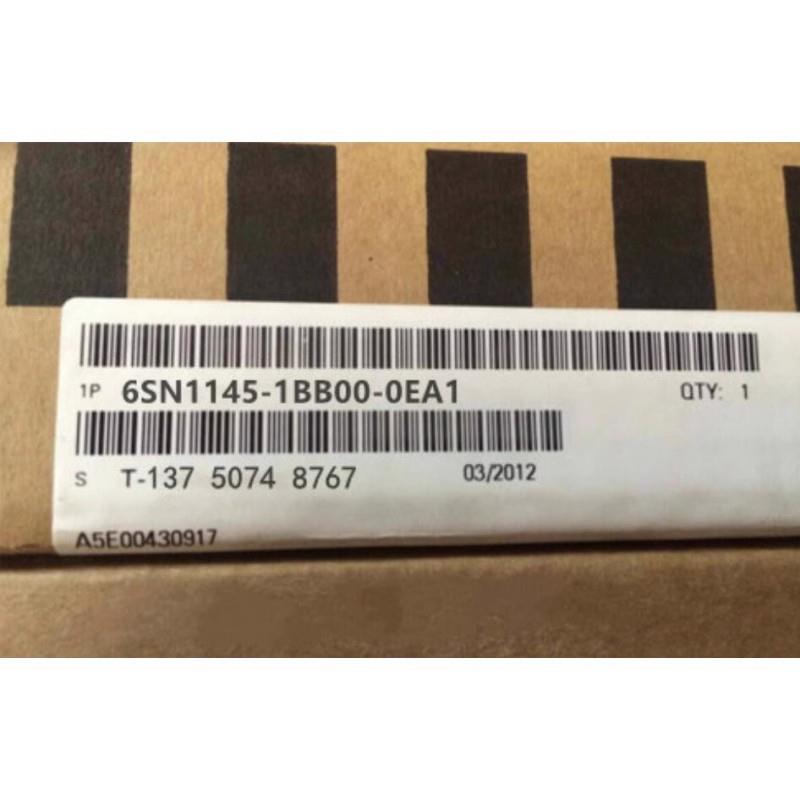 1P 6SN1145-1BB00-0EA1 QTY: 1
S T-137 5074 8767 03/2012
A5E00430917